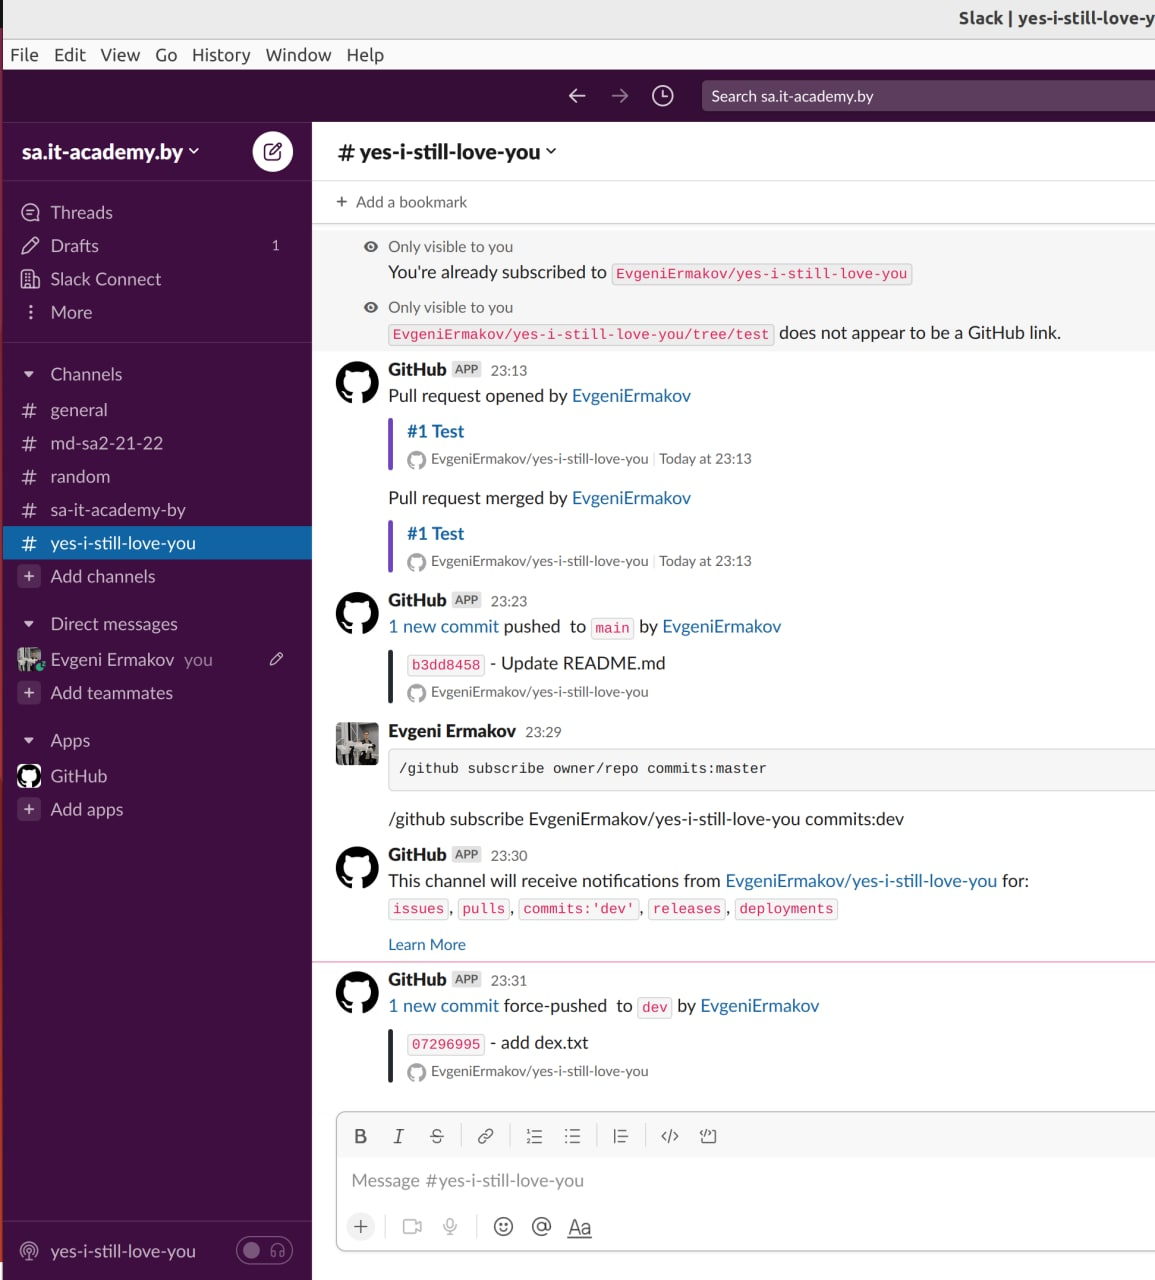 Slack | yes-i-still-love-y
File Edit View Go History Window Help
Search sa.it-academy.by
sa.it-academy.by
Threads
Drafts 1
Slack Connect
More
Channels
# general
# md-sa2-21-22
# random
# sa-it-academy-by
# yes-i-still-love-you
+ Add channels
Direct messages
Evgeni Ermakov you
+ Add teammates
Apps
GitHub
+ Add apps
yes-i-still-love-you
# yes-i-still-love-you
+ Add a bookmark
Only visible to you
You're already subscribed to EvgeniErmakov/yes-i-still-love-you
Only visible to you
EvgeniErmakov/yes-i-still-love-you/tree/test does not appear to be a GitHub link.
GitHub APP 23:13
Pull request opened by EvgeniErmakov
#1 Test
EvgeniErmakov/yes-i-still-love-you | Today at 23:13
Pull request merged by EvgeniErmakov
#1 Test
EvgeniErmakov/yes-i-still-love-you | Today at 23:13
GitHub APP 23:23
1 new commit pushed to main by EvgeniErmakov
b3dd8458 - Update README.md
EvgeniErmakov/yes-i-still-love-you
Evgeni Ermakov 23:29
/github subscribe owner/repo commits:master
/github subscribe EvgeniErmakov/yes-i-still-love-you commits:dev
GitHub APP 23:30
This channel will receive notifications from EvgeniErmakov/yes-i-still-love-you for:
issues, pulls, commits:'dev', releases, deployments
Learn More
GitHub APP 23:31
1 new commit force-pushed to dev by EvgeniErmakov
07296995 - add dex.txt
EvgeniErmakov/yes-i-still-love-you
B I S
Message #yes-i-still-love-you
+ @ Aa